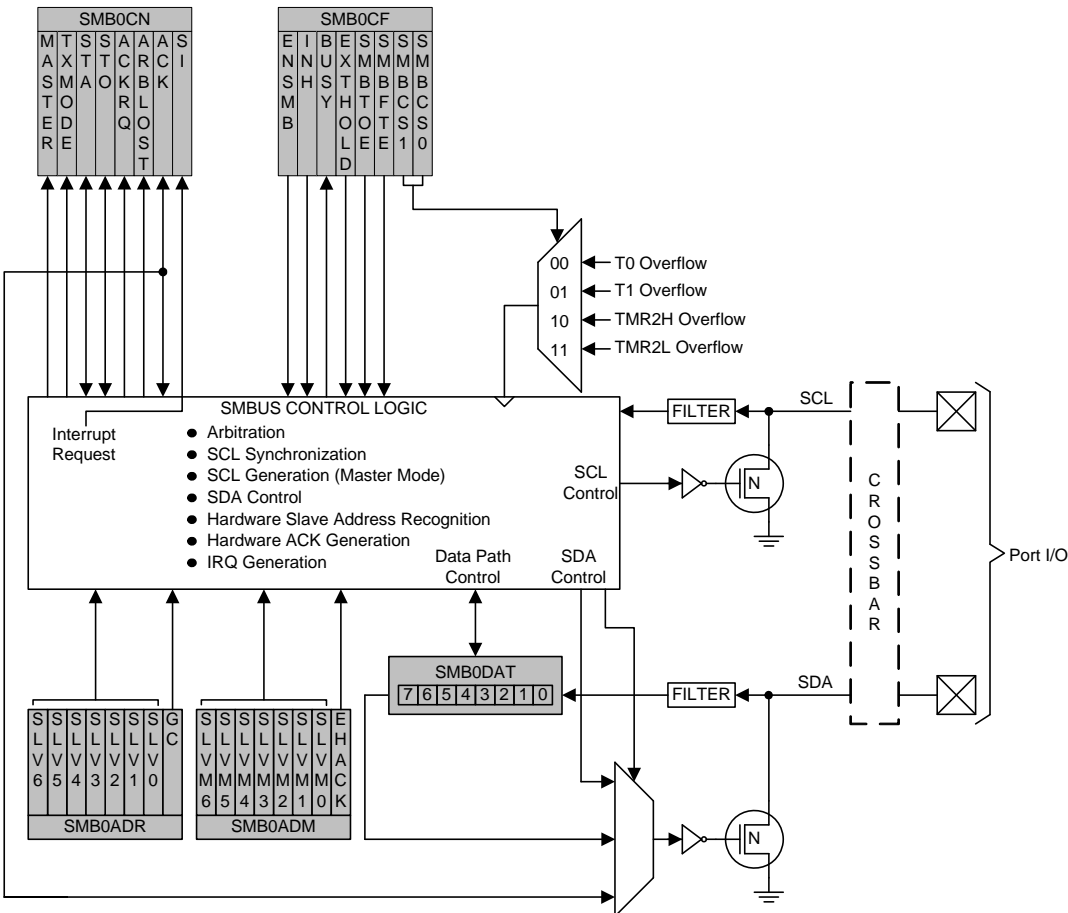 SMB0CN
MASTER
TXMODE
STA
STO
ACKRQ
ARBLOST
ACK
SI
SMB0CF
ENSMB
INH
BUSY
EXTHOLD
SMBTOE
SMBFTE
SMBCS1
SMBCS0
00
01
10
11
T0 Overflow
T1 Overflow
TMR2H Overflow
TMR2L Overflow
SMBUS CONTROL LOGIC
Interrupt
Request
● Arbitration
● SCL Synchronization
● SCL Generation (Master Mode)
● SDA Control
● Hardware Slave Address Recognition
● Hardware ACK Generation
● IRQ Generation
Data Path
Control
SDA
Control
SCL
Control
FILTER
SCL
N
CROSSBAR
Port I/O
SMB0DAT
7 6 5 4 3 2 1 0
FILTER
SDA
N
SLV6
SLV5
SLV4
SLV3
SLV2
SLV1
SLV0
GC
SMB0ADR
SLVM6
SLVM5
SLVM4
SLVM3
SLVM2
SLVM1
SLVM0
EHACK
SMB0ADM